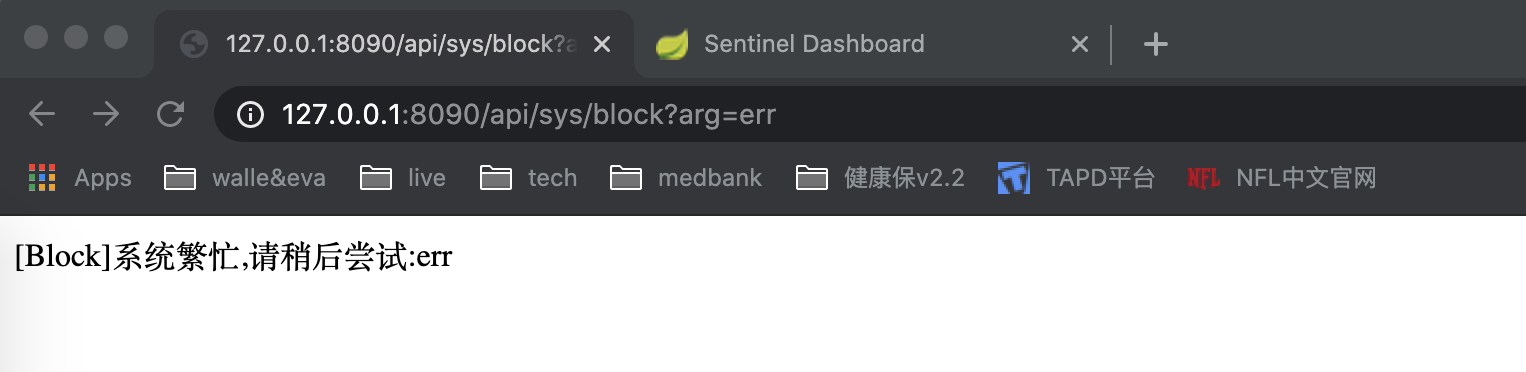 127.0.0.1:8090/api/sys/block?a
Sentinel Dashboard
127.0.0.1:8090/api/sys/block?arg=err
Apps walle&eva live tech medbank 健康保v2.2 TAPD平台 NFL NFL中文官网
[Block]系统繁忙,请稍后尝试:err